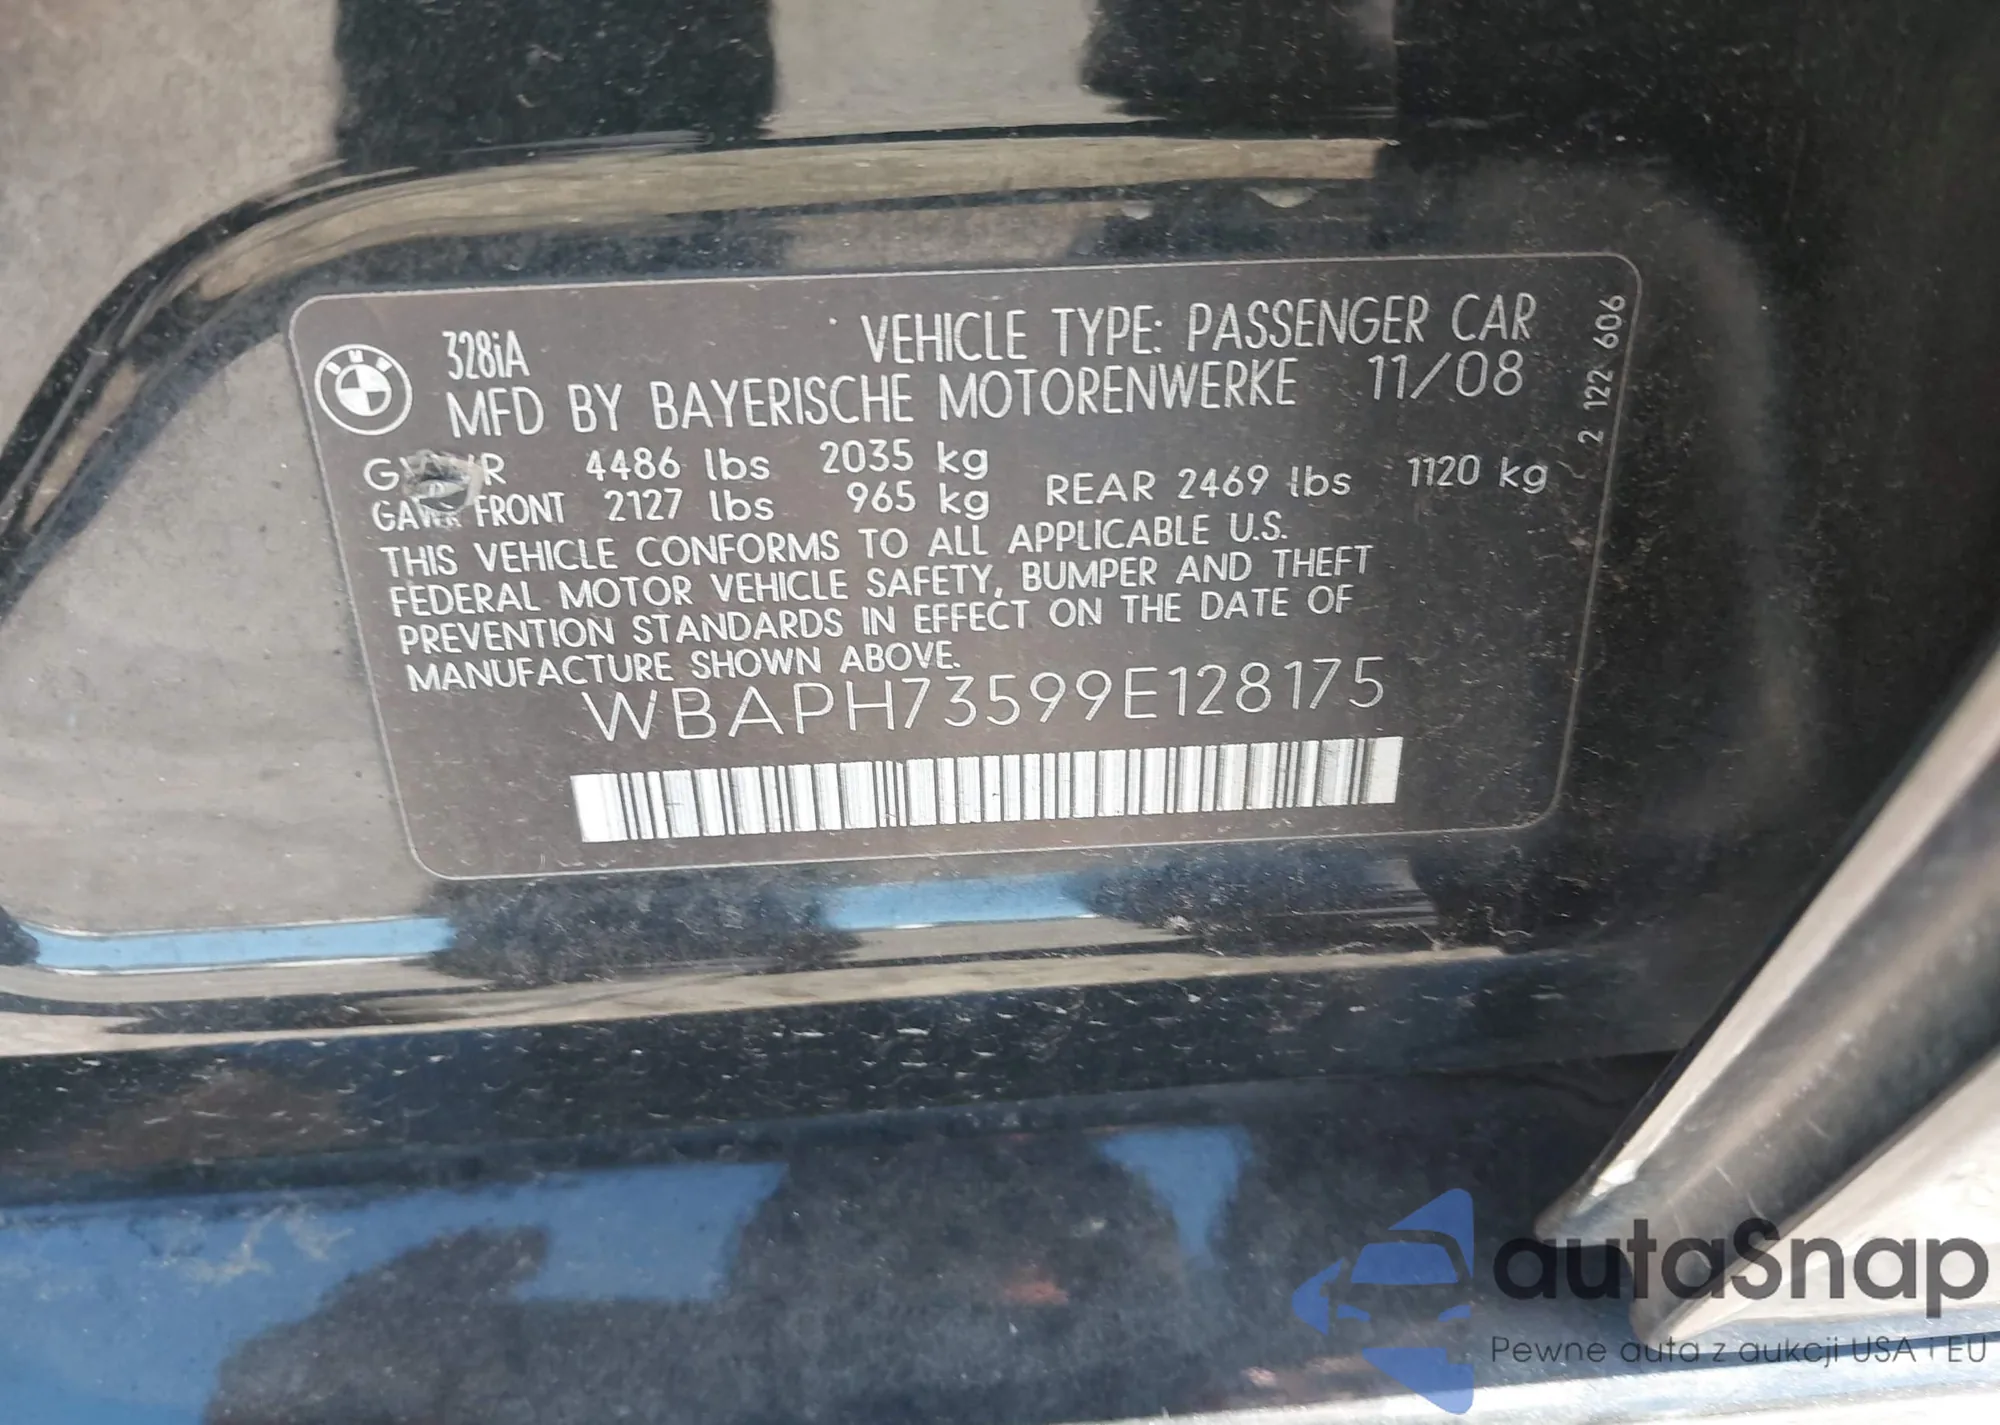 328iA VEHICLE TYPE: PASSENGER CAR
MFD BY BAYERISCHE MOTORENWERKE 11/08
4486 lbs 2035 kg
GAWR FRONT 2127 lbs 965 kg REAR 2469 lbs 1120 kg
THIS VEHICLE CONFORMS TO ALL APPLICABLE U.S.
FEDERAL MOTOR VEHICLE SAFETY, BUMPER AND THEFT
PREVENTION STANDARDS IN EFFECT ON THE DATE OF
MANUFACTURE SHOWN ABOVE.
WBAPH73599E128175
2 122 606
BMW
autaSnap
Pewne auta z aukcji USA i EU